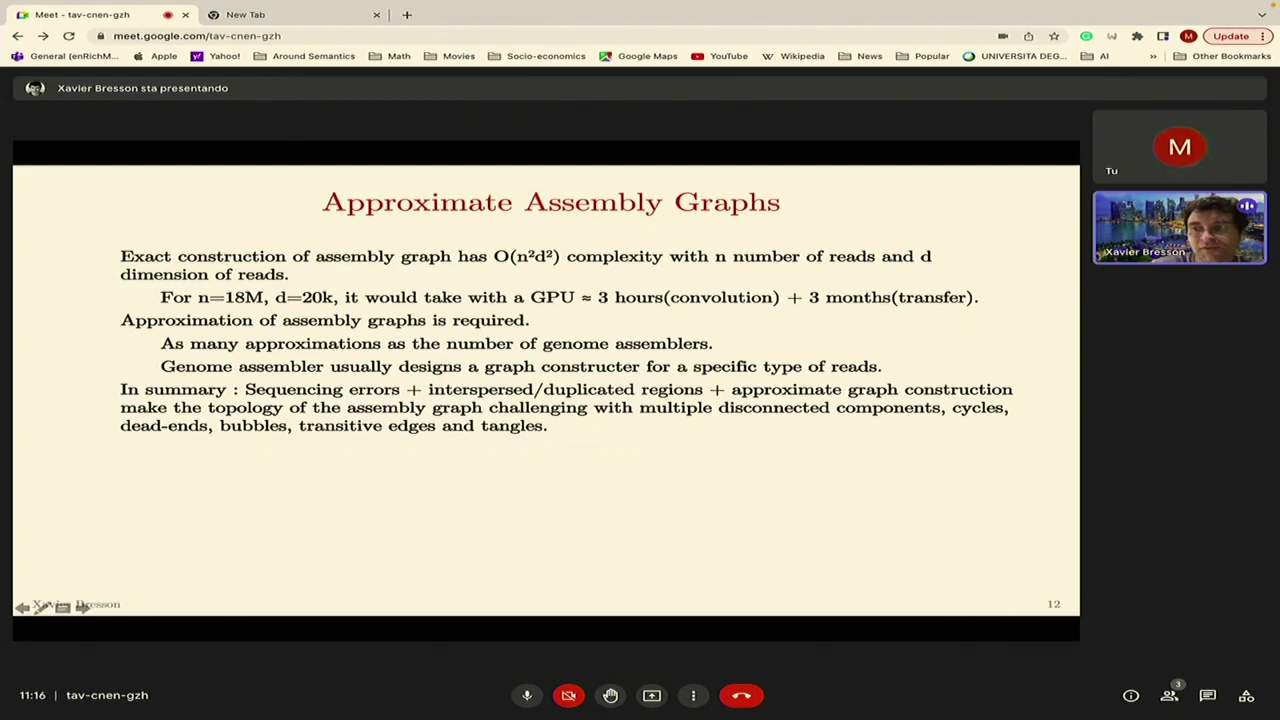 Meet - tav-cnen-gzh
New Tab
meet.google.com/tav-cnen-gzh
Update
General (enRichM...
Apple
Yahoo!
Around Semantics
Math
Movies
Socio-economics
Google Maps
YouTube
Wikipedia
News
Popular
UNIVERSITA DEG...
AI
Other Bookmarks
Xavier Bresson sta presentando
M
Tu
Xavier Bresson
Approximate Assembly Graphs
Exact construction of assembly graph has O(n²d²) complexity with n number of reads and d
dimension of reads.
For n=18M, d=20k, it would take with a GPU ≈ 3 hours(convolution) + 3 months(transfer).
Approximation of assembly graphs is required.
As many approximations as the number of genome assemblers.
Genome assembler usually designs a graph constructer for a specific type of reads.
In summary : Sequencing errors + interspersed/duplicated regions + approximate graph construction
make the topology of the assembly graph challenging with multiple disconnected components, cycles,
dead-ends, bubbles, transitive edges and tangles.
Xavier Bresson
12
11:16 | tav-cnen-gzh
3